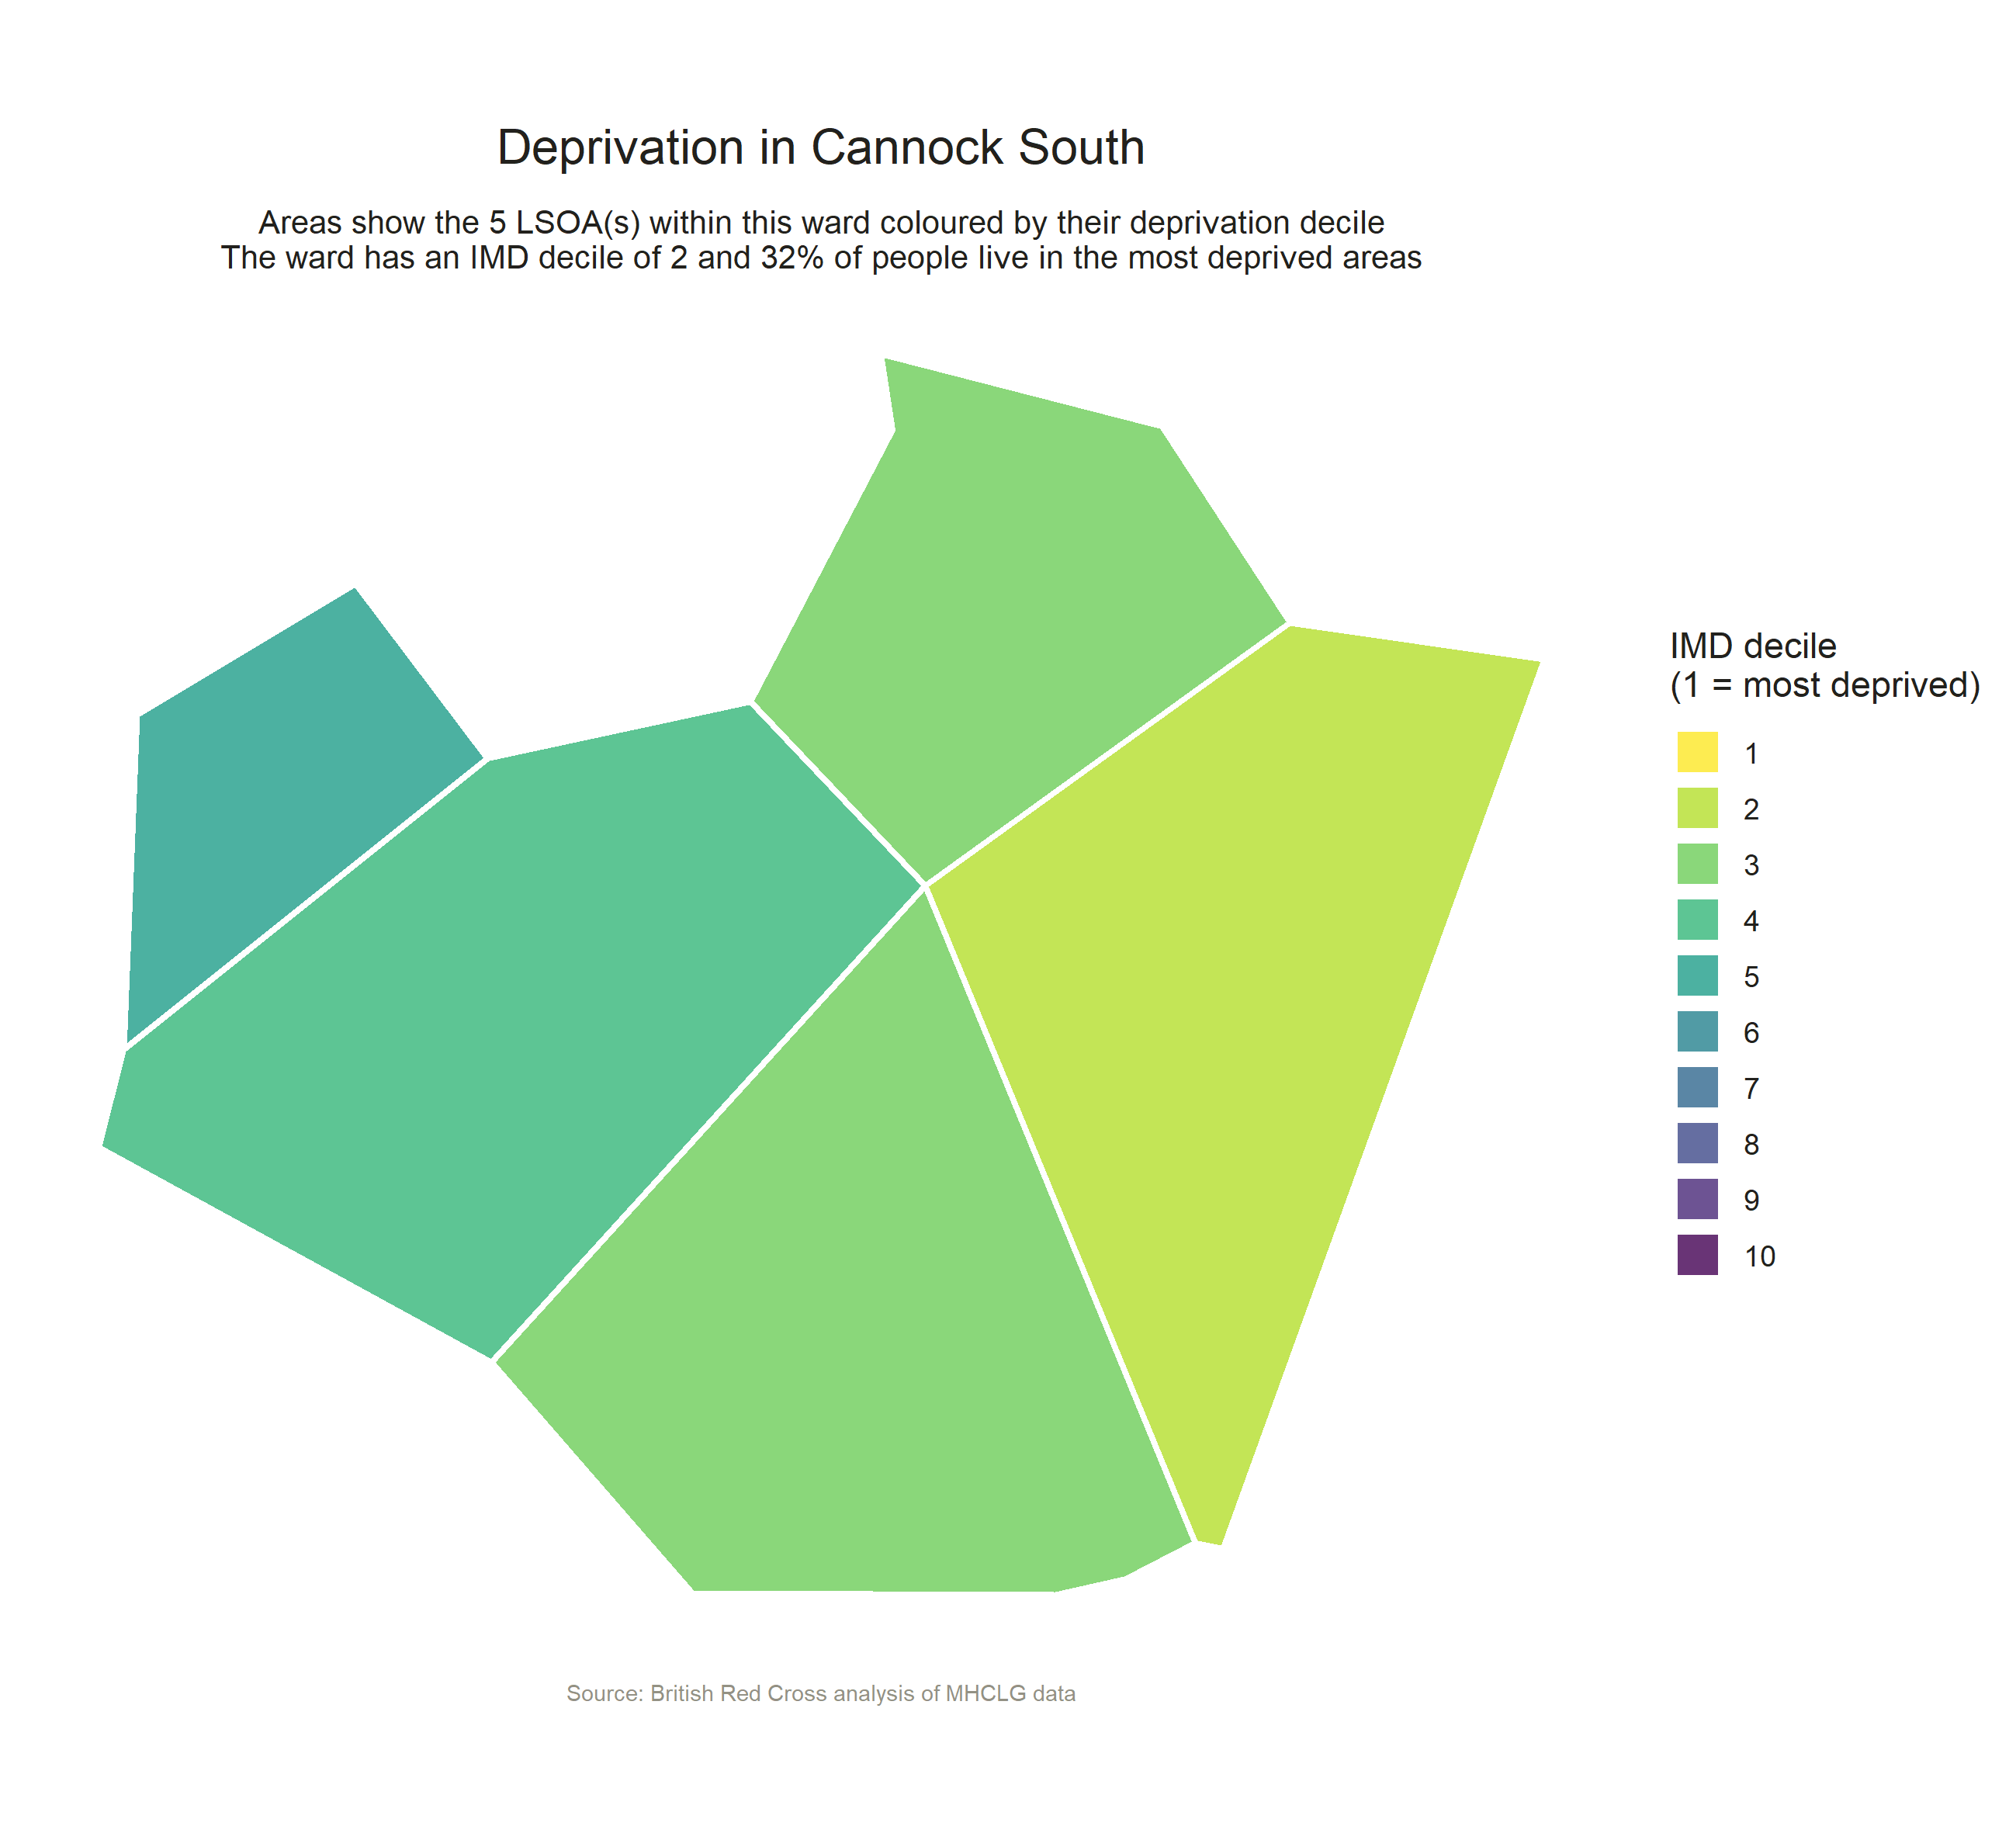 Deprivation in Cannock South
Areas show the 5 LSOA(s) within this ward coloured by their deprivation decile
The ward has an IMD decile of 2 and 32% of people live in the most deprived areas
IMD decile
(1 = most deprived)
1
2
3
4
5
6
7
8
9
10
Source: British Red Cross analysis of MHCLG data